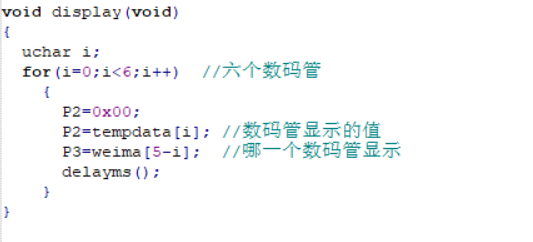 void display(void)
{
uchar i;
for(i=0;i<6;i++) //六个数码管
{
P2=0x00;
P2=tempdata[i]; //数码管显示的值
P3=weima[5-i]; //哪一个数码管显示
delayms();
}
}